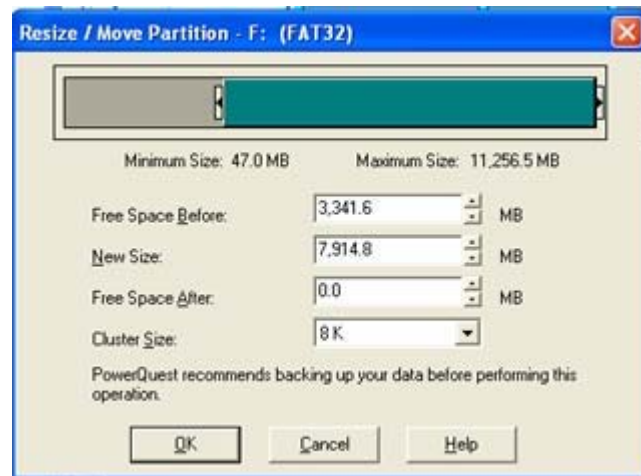 Resize / Move Partition - F: (FAT32)
Minimum Size: 47.0 MB Maximum Size: 11,256.5 MB
Free Space Before: 3,341.6 MB
New Size: 7,914.8 MB
Free Space After: 0.0 MB
Cluster Size: 8 K
PowerQuest recommends backing up your data before performing this
operation.
OK Cancel Help